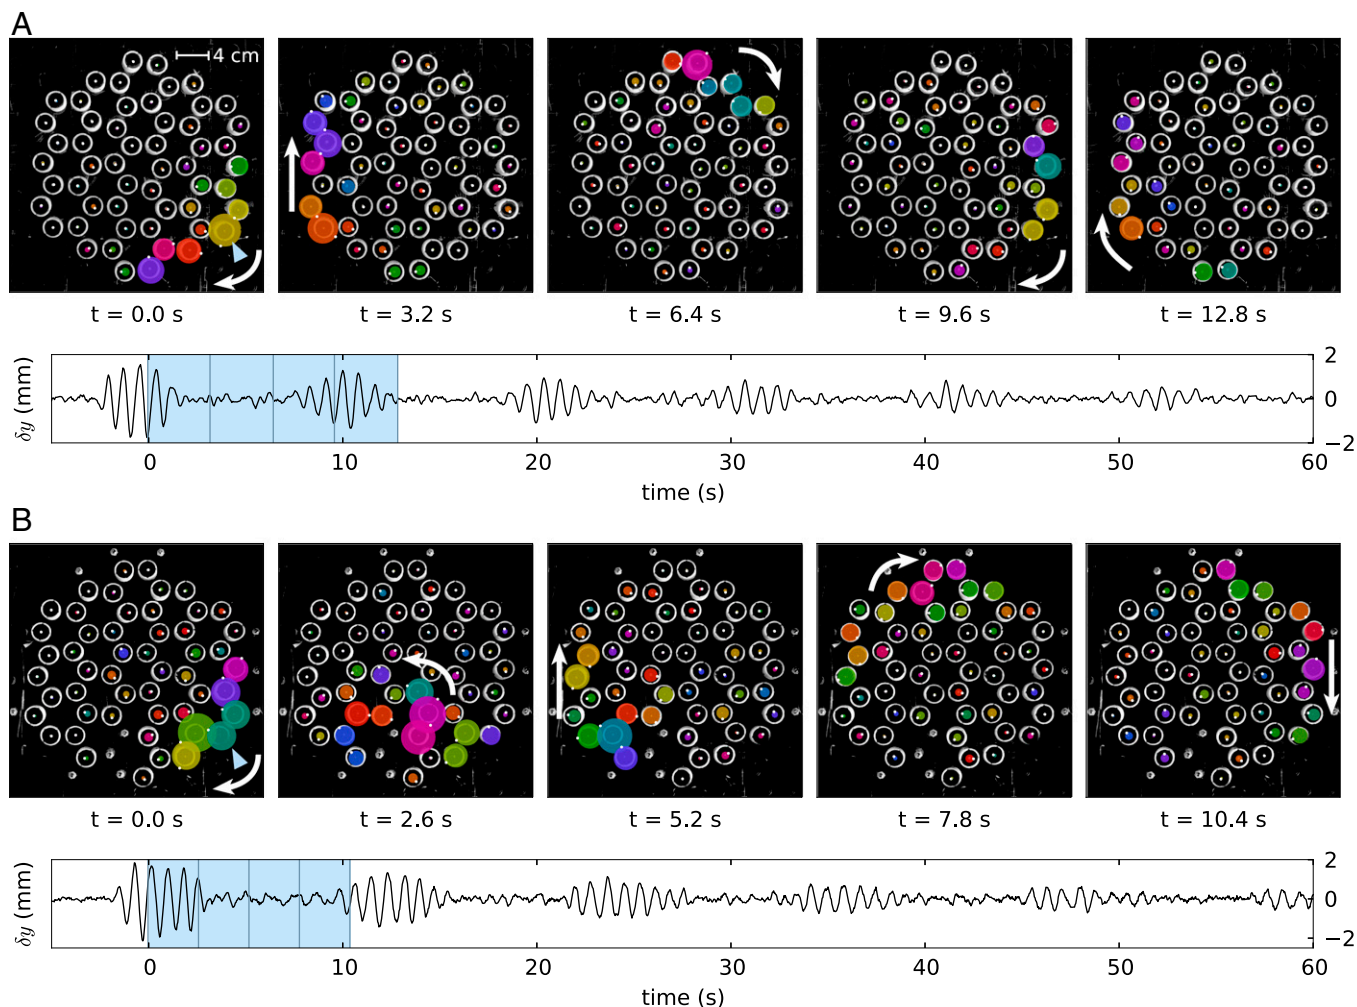 A
4 cm
t = 0.0 s
t = 3.2 s
t = 6.4 s
t = 9.6 s
t = 12.8 s
δy (mm)
2
0
−2
0
10
20
30
40
50
60
time (s)
B
t = 0.0 s
t = 2.6 s
t = 5.2 s
t = 7.8 s
t = 10.4 s
δy (mm)
2
0
−2
0
10
20
30
40
50
60
time (s)